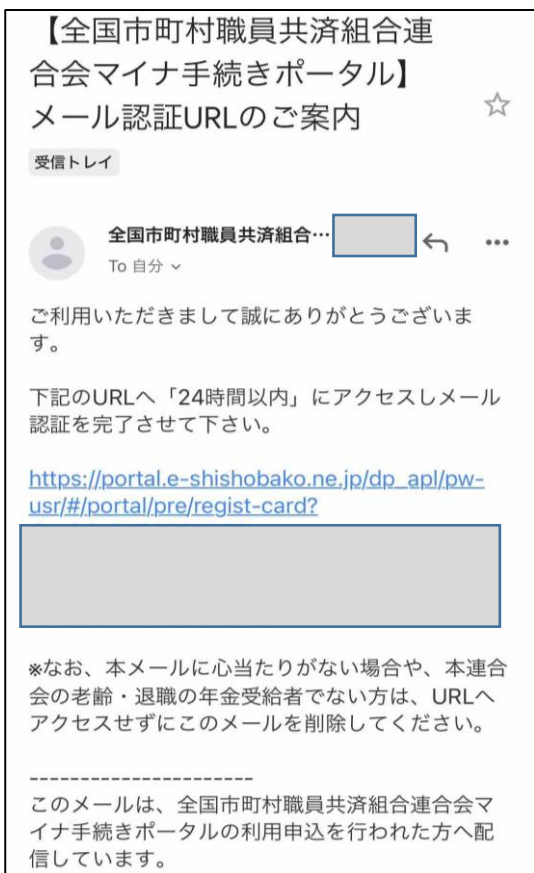 【全国市町村職員共済組合連
合会マイナ手続きポータル】
メール認証URLのご案内
受信トレイ
全国市町村職員共済組合…
To 自分
ご利用いただきまして誠にありがとうございま
す。
下記のURLへ「24時間以内」にアクセスしメール
認証を完了させて下さい。
https://portal.e-shishobako.ne.jp/dp_apl/pw-
usr/#/portal/pre/regist-card?
※なお、本メールに心当たりがない場合や、本連合
会の老齢・退職の年金受給者でない方は、URLへ
アクセスせずにこのメールを削除してください。
----------------------
このメールは、全国市町村職員共済組合連合会マ
イナ手続きポータルの利用申込を行われた方へ配
信しています。